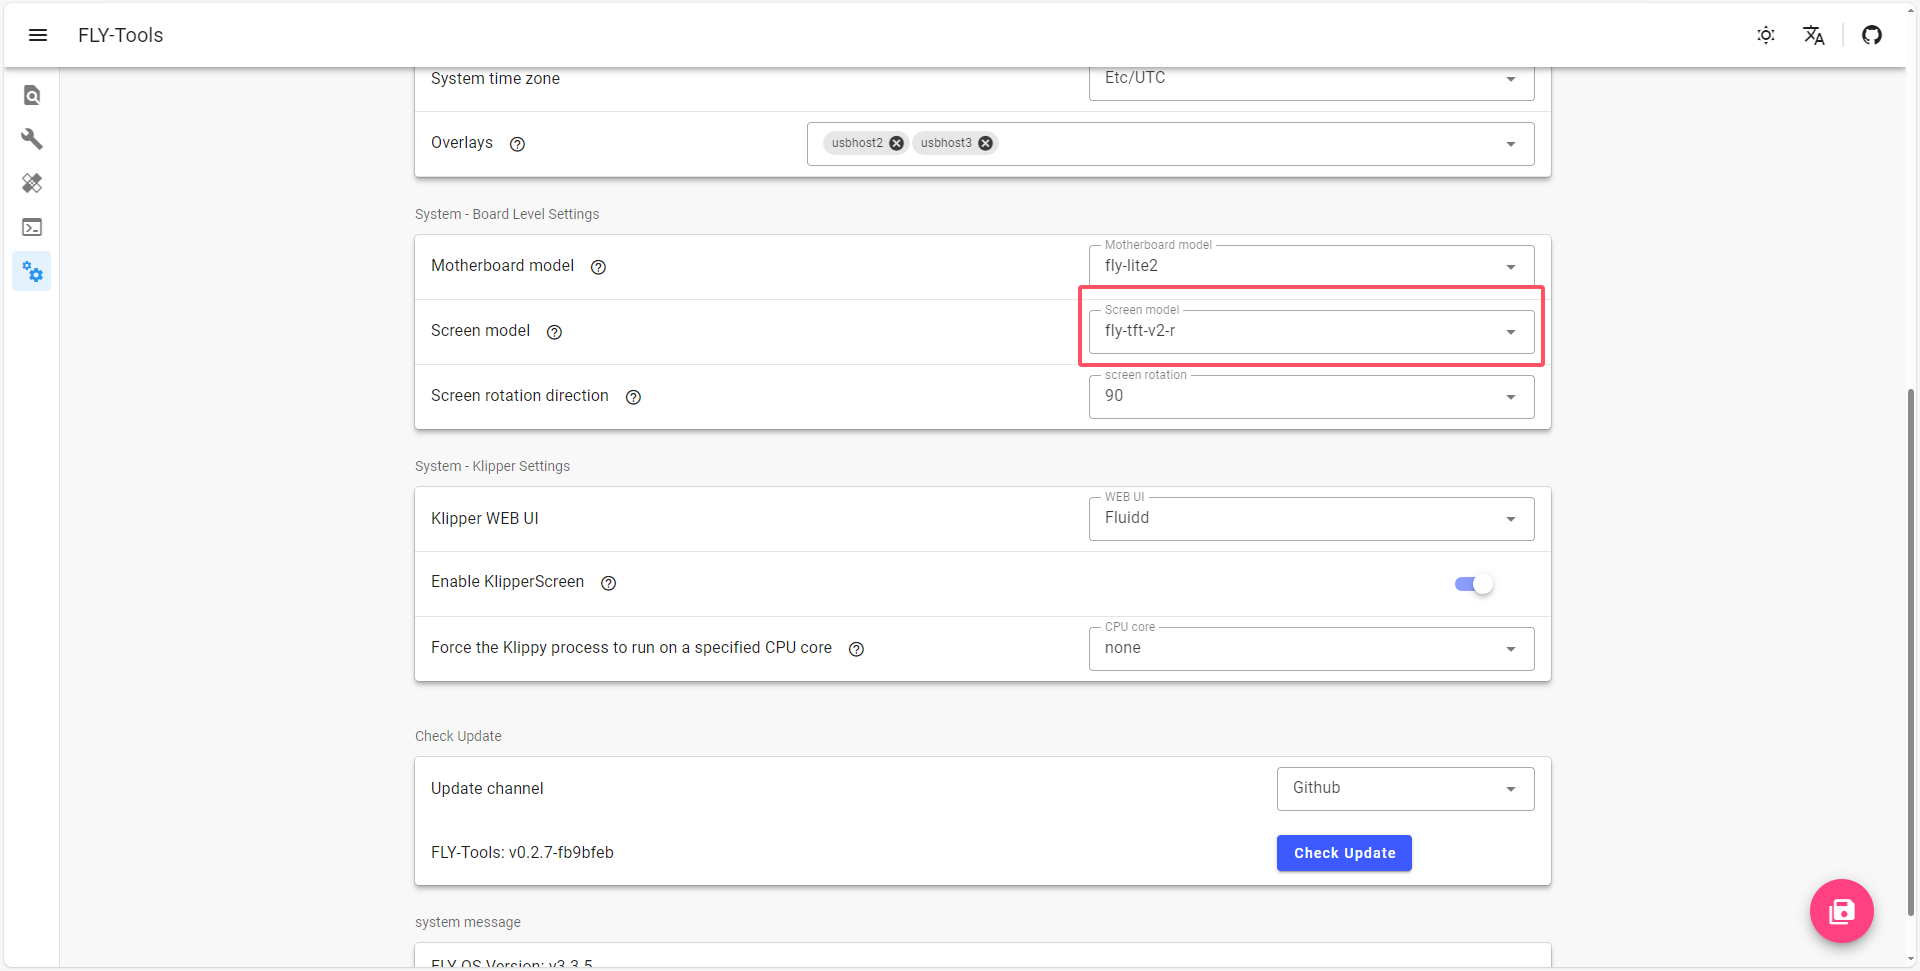 FLY-Tools
System time zone
Etc/UTC
Overlays
usbhost2
usbhost3
System - Board Level Settings
Motherboard model
Motherboard model
fly-lite2
Screen model
Screen model
fly-tft-v2-r
Screen rotation direction
screen rotation
90
System - Klipper Settings
Klipper WEB UI
WEB UI
Fluidd
Enable KlipperScreen
Force the Klippy process to run on a specified CPU core
CPU core
none
Check Update
Update channel
Github
FLY-Tools: v0.2.7-fb9bfeb
Check Update
system message
FLY OS Version: v3.3.5